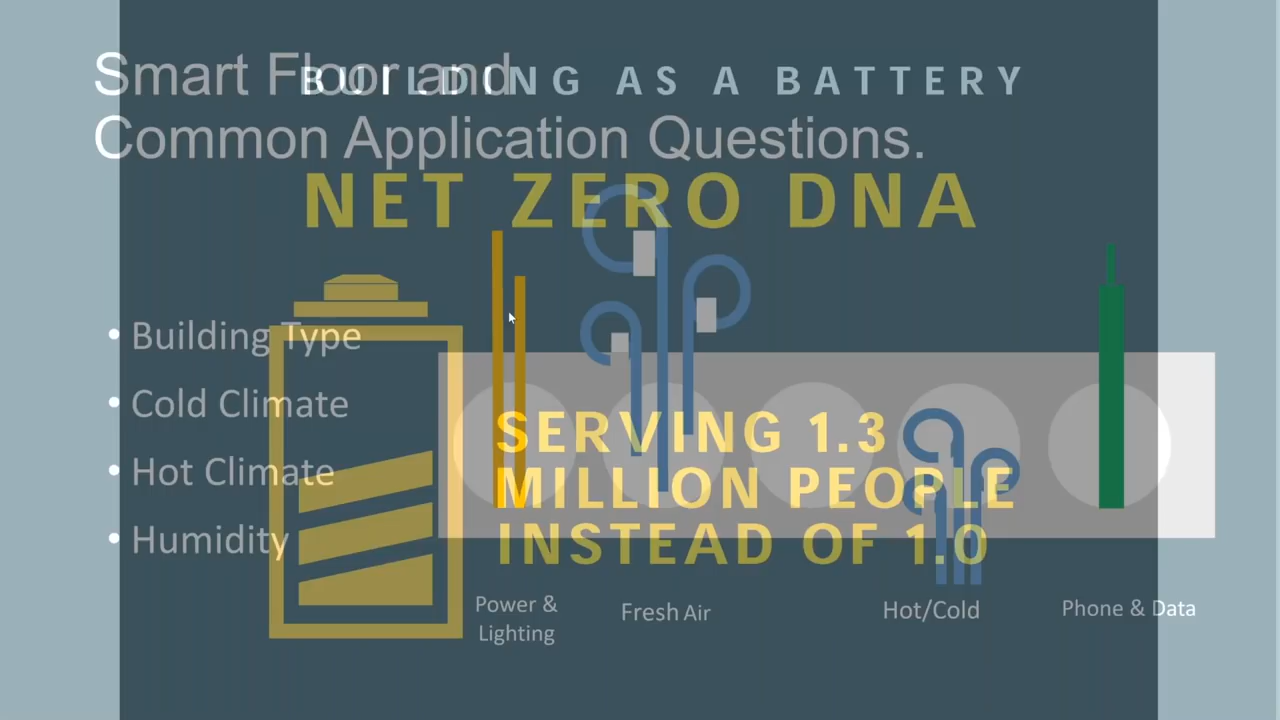 Smart Floor and
Common Application Questions.
• Building Type
• Cold Climate
• Hot Climate
• Humidity
Power &
Lighting
Fresh Air
Hot/Cold
Phone & Data
BUILDING AS A BATTERY
NET ZERO DNA
SERVING 1.3
MILLION PEOPLE
INSTEAD OF 1.0